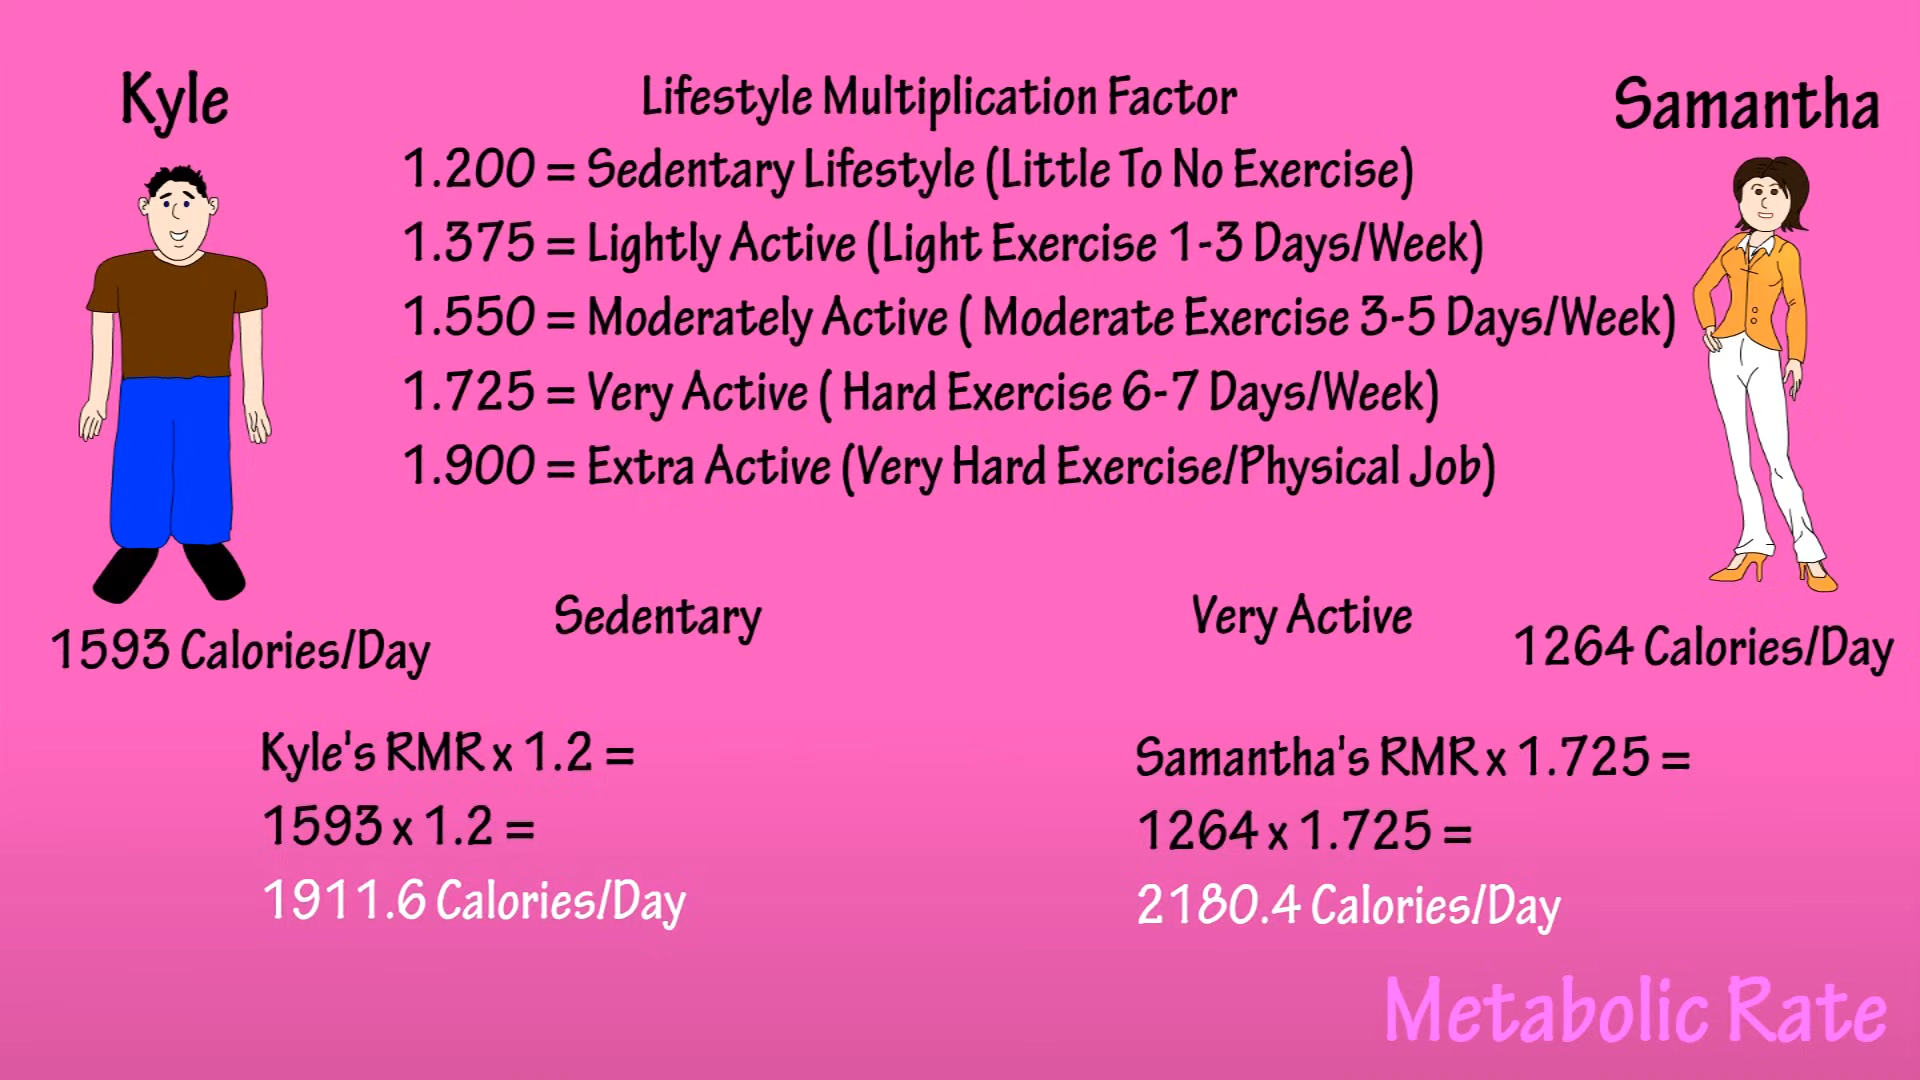 Kyle
Lifestyle Multiplication Factor
Samantha
1.200 = Sedentary Lifestyle (Little To No Exercise)
1.375 = Lightly Active (Light Exercise 1-3 Days/Week)
1.550 = Moderately Active ( Moderate Exercise 3-5 Days/Week)
1.725 = Very Active ( Hard Exercise 6-7 Days/Week)
1.900 = Extra Active (Very Hard Exercise/Physical Job)
Sedentary
Very Active
1593 Calories/Day
1264 Calories/Day
Kyle's RMR x 1.2 =
1593 x 1.2 =
1911.6 Calories/Day
Samantha's RMR x 1.725 =
1264 x 1.725 =
2180.4 Calories/Day
Metabolic Rate